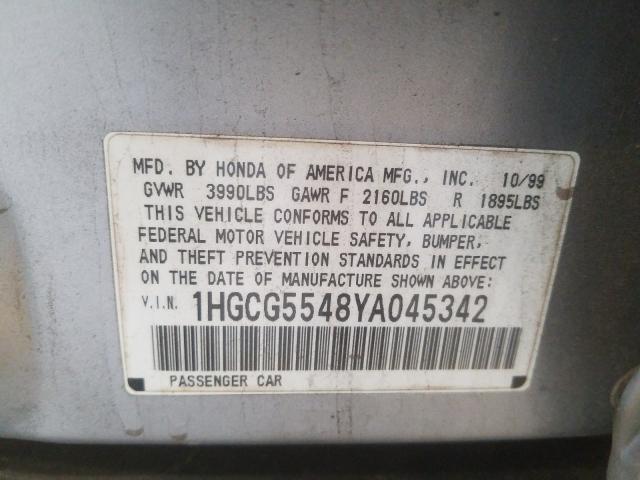 MFD. BY HONDA OF AMERICA MFG., INC. 10/99
GVWR 3990LBS GAWR F 2160LBS R 1895LBS
THIS VEHICLE CONFORMS TO ALL APPLICABLE
FEDERAL MOTOR VEHICLE SAFETY, BUMPER,
AND THEFT PREVENTION STANDARDS IN EFFECT
ON THE DATE OF MANUFACTURE SHOWN ABOVE:
V.I.N. 1HGCG5548YA045342
PASSENGER CAR